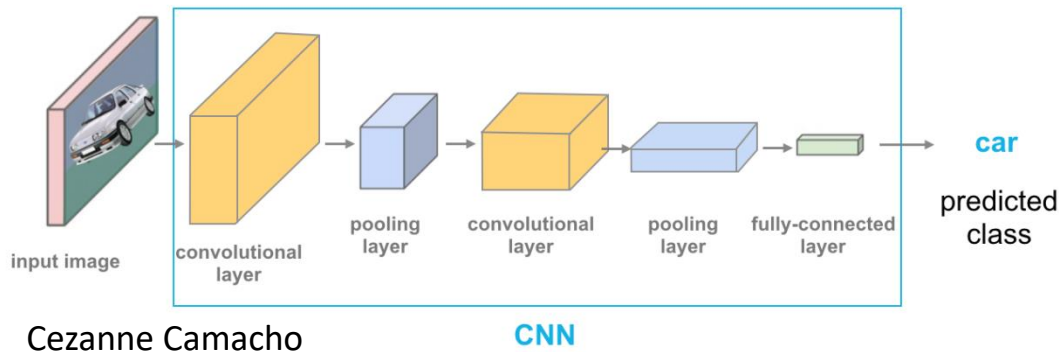 input image
convolutional
layer
pooling
layer
convolutional layer
pooling
layer
fully-connected
layer
car
predicted
class
Cezanne Camacho
CNN